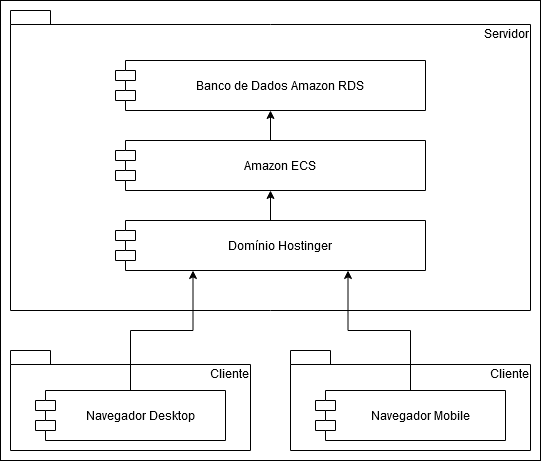 Servidor
Banco de Dados Amazon RDS
Amazon ECS
Domínio Hostinger
Cliente
Navegador Desktop
Cliente
Navegador Mobile